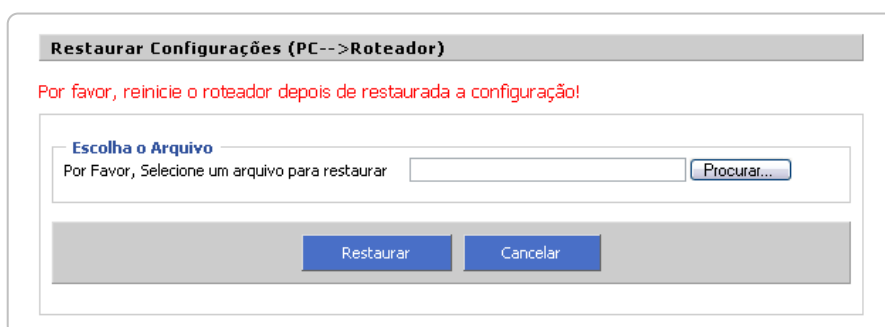 Restaurar Configurações (PC-->Roteador)
Por favor, reinicie o roteador depois de restaurada a configuração!
Escolha o Arquivo
Por Favor, Selecione um arquivo para restaurar Procurar...
Restaurar Cancelar